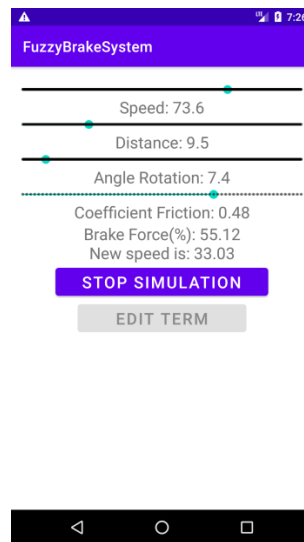 LTE 7:26
FuzzyBrakeSystem
Speed: 73.6
Distance: 9.5
Angle Rotation: 7.4
Coefficient Friction: 0.48
Brake Force(%): 55.12
New speed is: 33.03
STOP SIMULATION
EDIT TERM